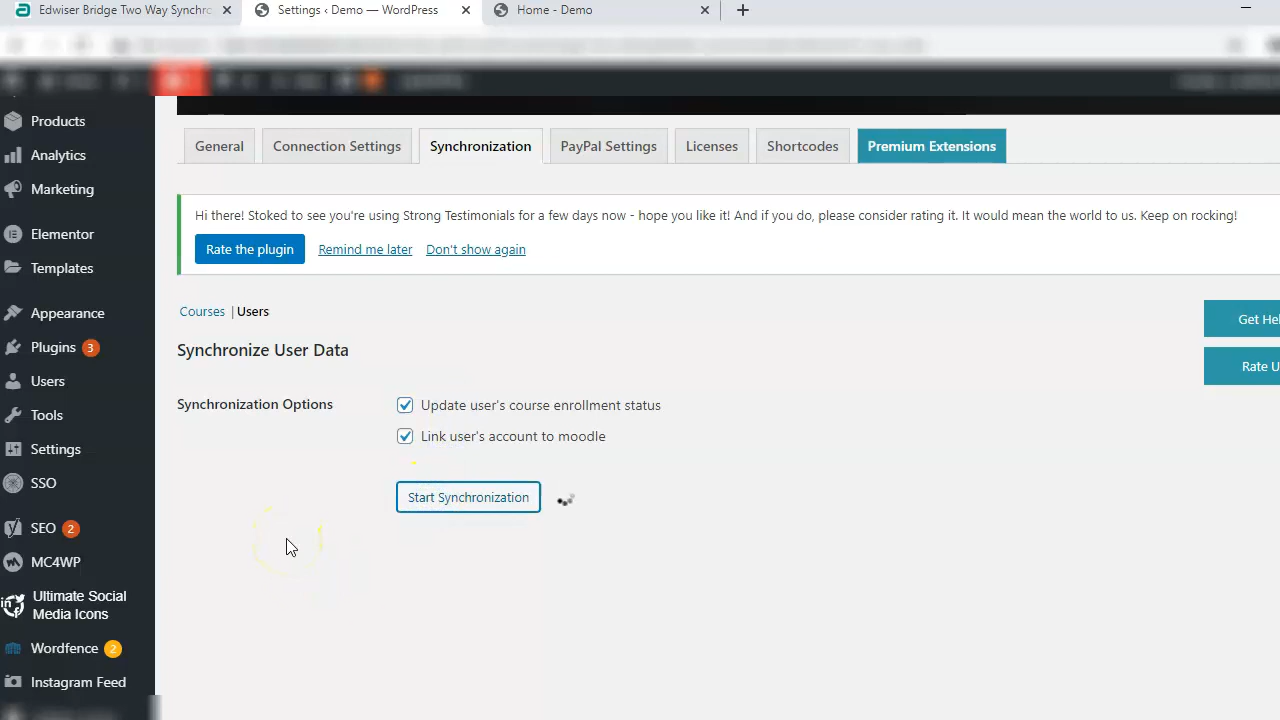 Edwiser Bridge Two Way Synchro
Settings ‹ Demo — WordPress
Home - Demo
Products
Analytics
Marketing
Elementor
Templates
Appearance
Plugins 3
Users
Tools
Settings
SSO
SEO 2
MC4WP
Ultimate Social
Media Icons
Wordfence 2
Instagram Feed
General
Connection Settings
Synchronization
PayPal Settings
Licenses
Shortcodes
Premium Extensions
Hi there! Stoked to see you're using Strong Testimonials for a few days now - hope you like it! And if you do, please consider rating it. It would mean the world to us. Keep on rocking!
Rate the plugin
Remind me later
Don't show again
Courses | Users
Get Hel
Synchronize User Data
Rate U
Synchronization Options
Update user's course enrollment status
Link user's account to moodle
Start Synchronization